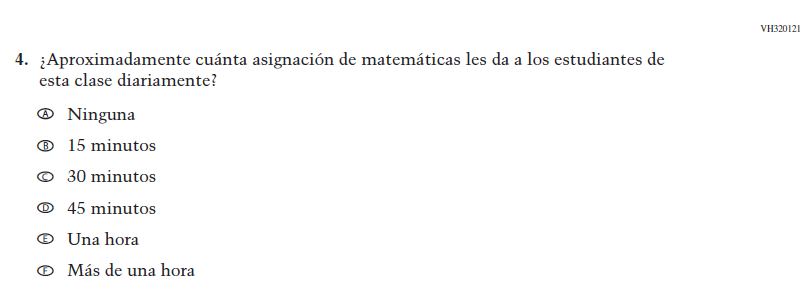 VH320121
4. ¿Aproximadamente cuánta asignación de matemáticas les da a los estudiantes de
esta clase diariamente?
A Ninguna
B 15 minutos
C 30 minutos
D 45 minutos
E Una hora
F Más de una hora